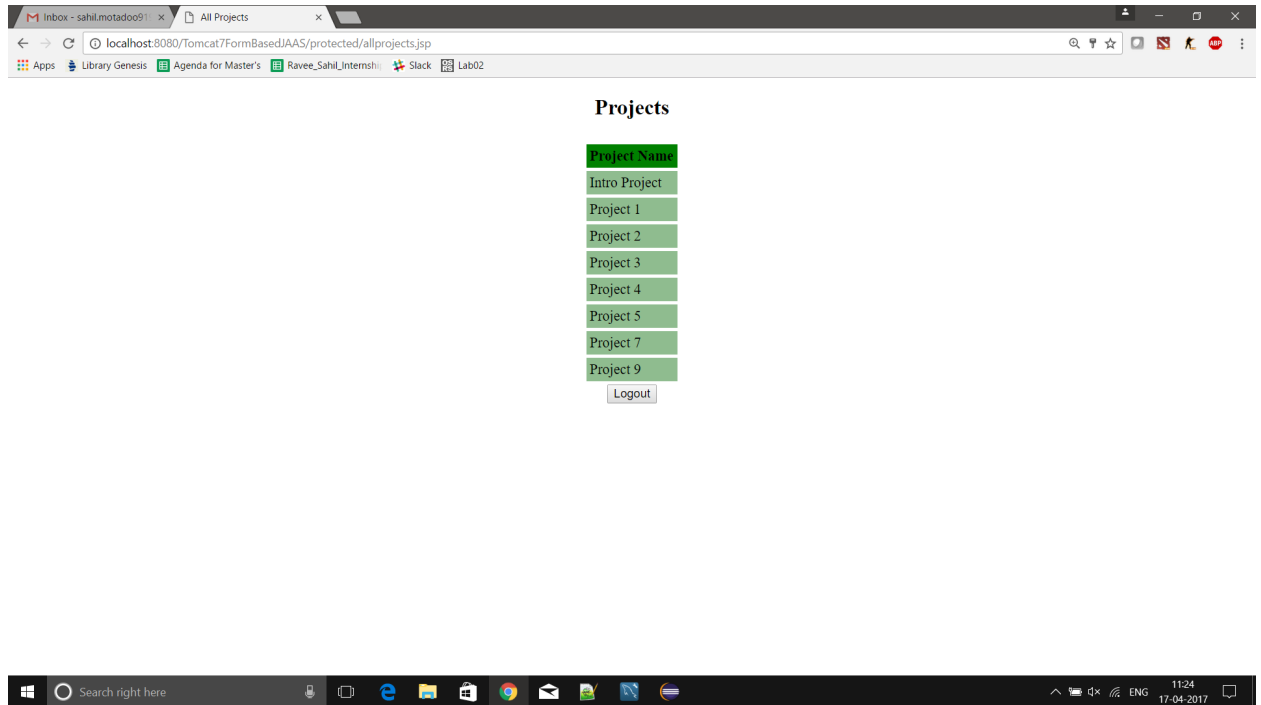 Inbox - sahil.motadoo91
All Projects
localhost:8080/Tomcat7FormBasedJAAS/protected/allprojects.jsp
ABP
Apps Library Genesis Agenda for Master's Ravee_Sahil_Internship Slack Lab02
Projects
Project Name
Intro Project
Project 1
Project 2
Project 3
Project 4
Project 5
Project 7
Project 9
Logout
Search right here
ENG
11:24
17-04-2017